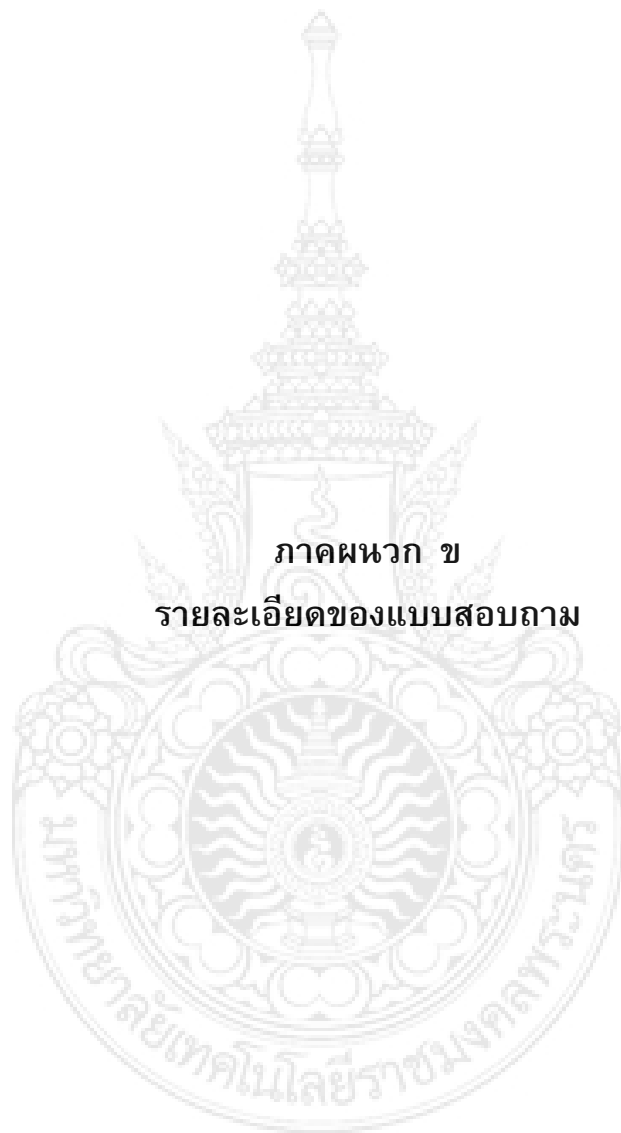 ภาคผนวก ข
รายละเอียดของแบบสอบถาม
มหาวิทยาลัยเทคโนโลยีราชมงคลพระนคร